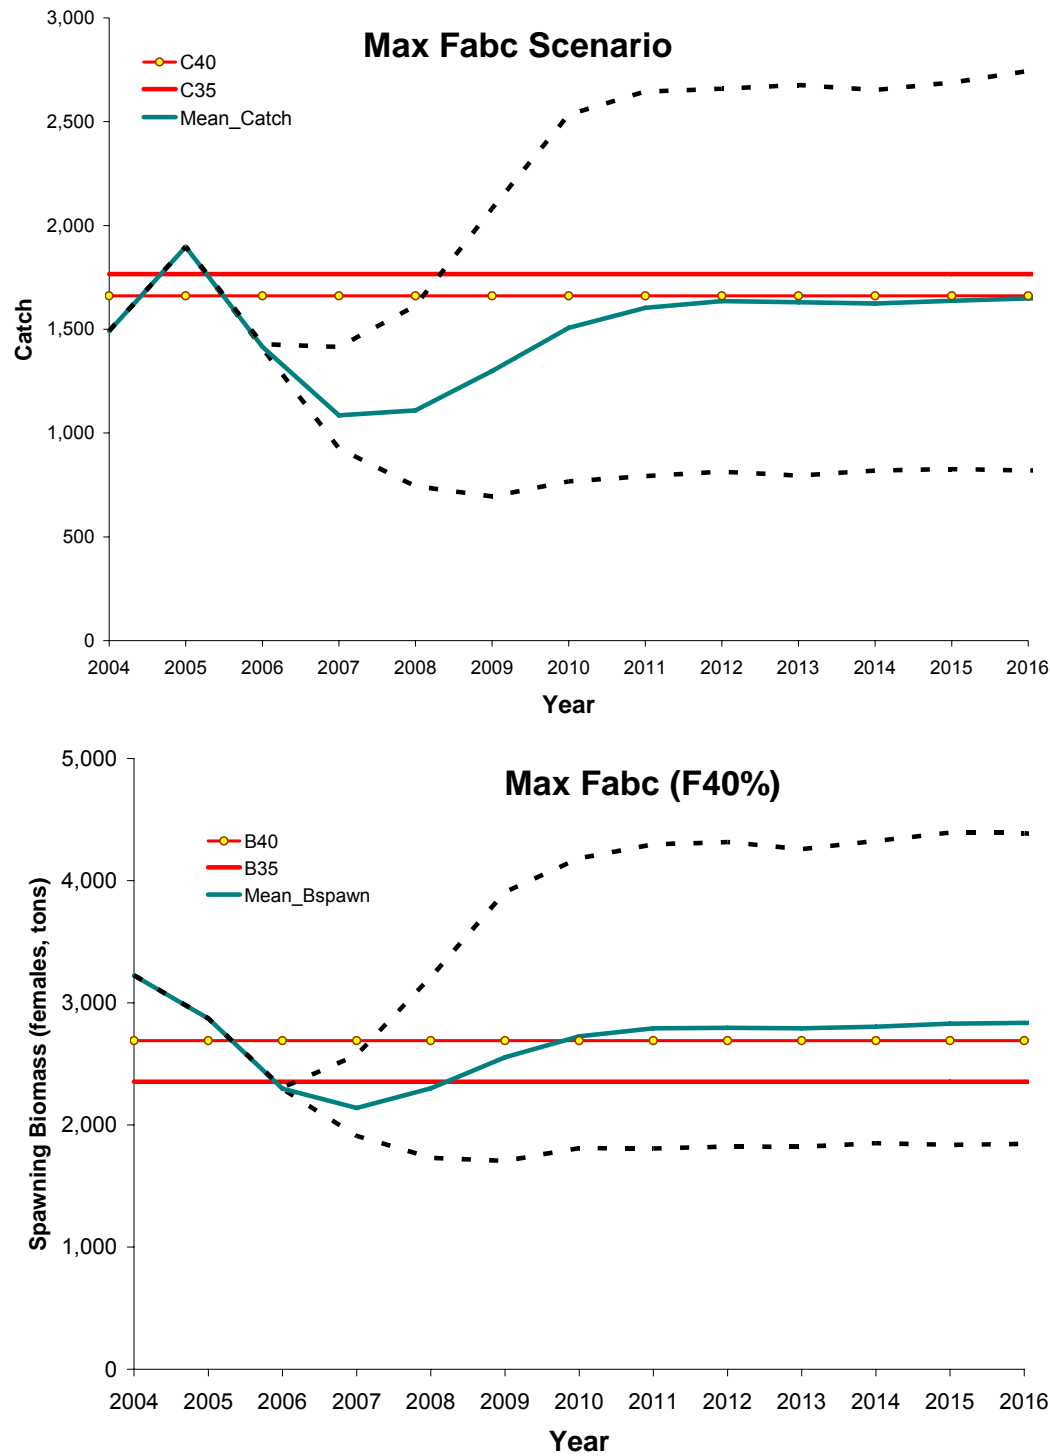 Max Fabc Scenario
C40
C35
Mean_Catch
3,000
2,500
2,000
1,500
1,000
500
0
Catch
2004 2005 2006 2007 2008 2009 2010 2011 2012 2013 2014 2015 2016
Year
Max Fabc (F40%)
B40
B35
Mean_Bspawn
5,000
4,000
3,000
2,000
1,000
0
Spawning Biomass (females, tons)
2004 2005 2006 2007 2008 2009 2010 2011 2012 2013 2014 2015 2016
Year